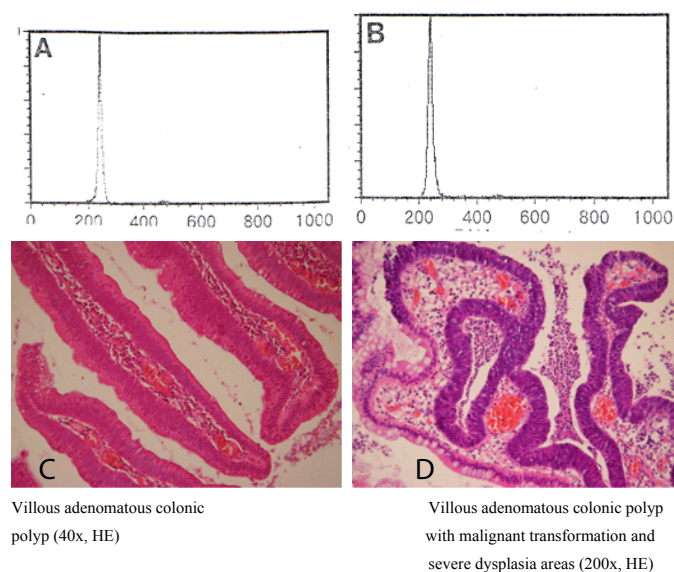 A
1
0 200 400 600 800 1000
B
0 200 400 600 800 1000
C
D
Villous adenomatous colonic
polyp (40x, HE)
Villous adenomatous colonic polyp
with malignant transformation and
severe dysplasia areas (200x, HE)